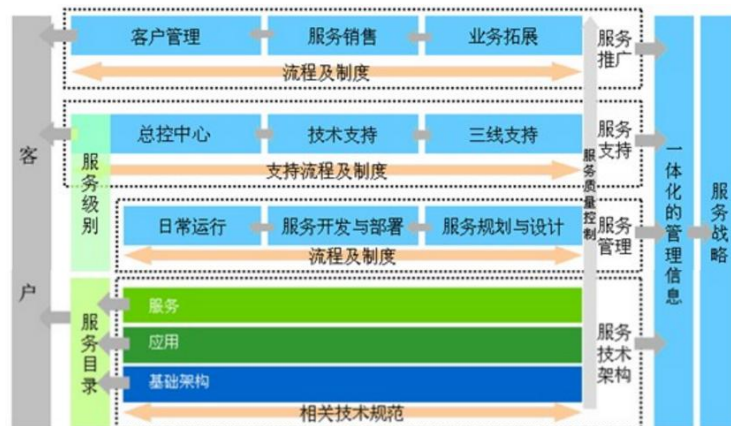 客户管理
服务销售
业务拓展
服务推广
流程及制度
总控中心
技术支持
三线支持
服务支持
支持流程及制度
客户
服务级别
服务质量控制
一体化的管理信息
服务战略
日常运行
服务开发与部署
服务规划与设计
服务管理
流程及制度
服务目录
服务
应用
基础架构
服务技术架构
相关技术规范